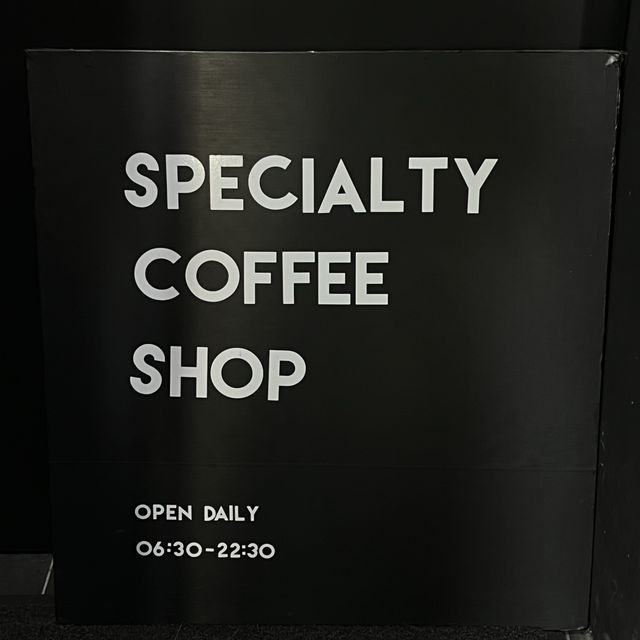 SPECIALTY
COFFEE
SHOP
OPEN DAILY
06:30-22:30